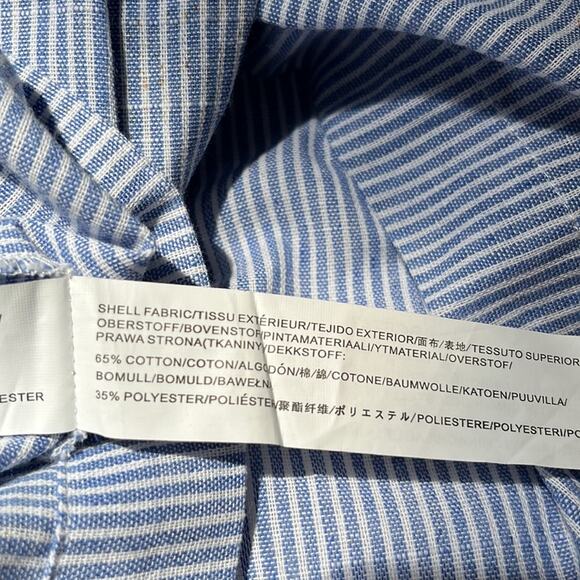 SHELL FABRIC/TISSU EXTÉRIEUR/TEJIDO EXTERIOR/面布/表地/TESSUTO SUPERIOR
OBERSTOFF/BOVENSTOF/PINTAMATERIAALI/YTMATERIAL/OVERSTOF/
PRAWA STRONA(TKANINY/DEKKSTOFF:
65% COTTON/COTON/ALGODÓN/棉/綿/COTONE/BAUMWOLLE/KATOEN/PUUVILLA/
BOMULL/BOMULD/BAWEŁN
35% POLYESTER/POLIÉSTE/聚酯纤维/ポリエステル/POLIESTERE/POLYESTERI/PO
ESTER